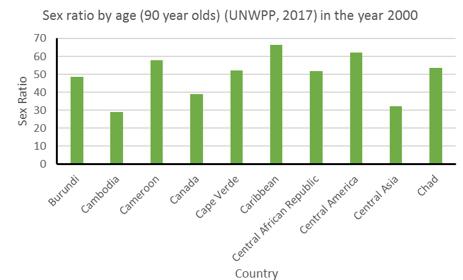 Sex ratio by age (90 year olds) (UNWPP, 2017) in the year 2000
70
60
50
40
30
20
10
0
Sex Ratio
Burundi
Cambodia
Cameroon
Canada
Cape Verde
Caribbean
Central African Republic
Central America
Central Asia
Chad
Country